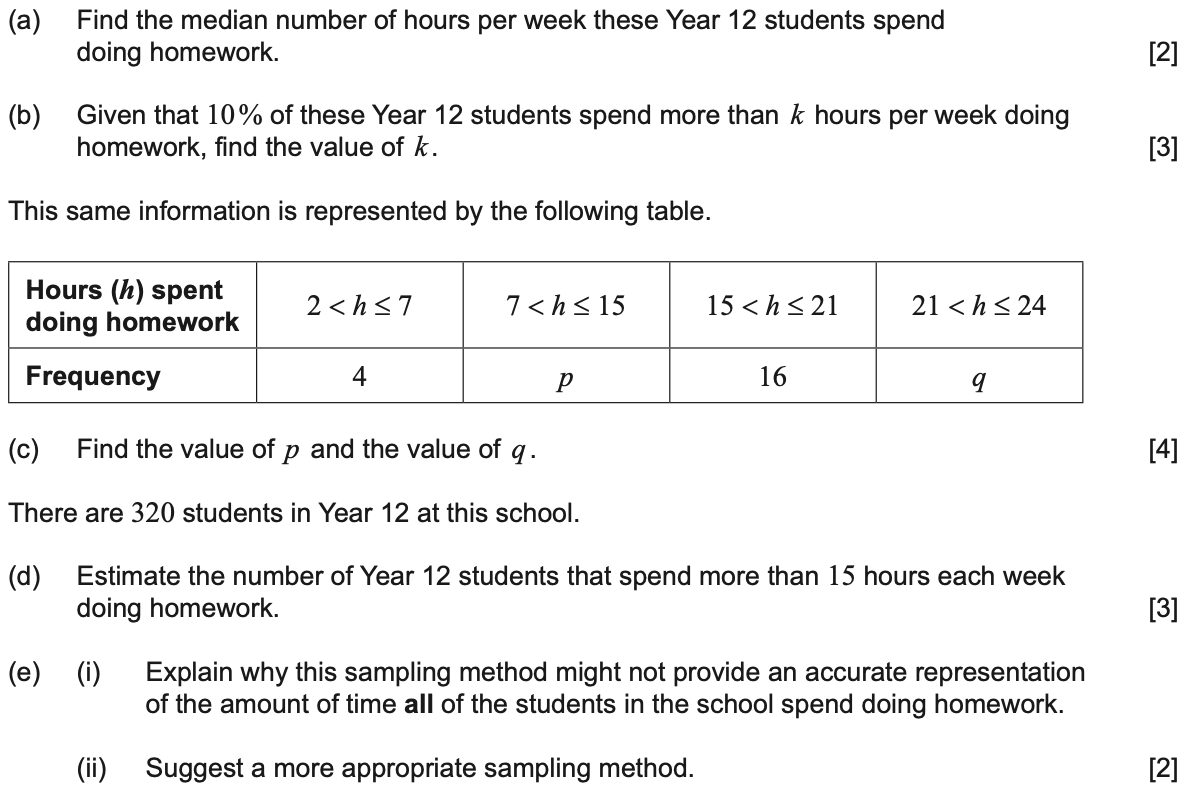 (a) Find the median number of hours per week these Year 12 students spend
doing homework. [2]
(b) Given that 10% of these Year 12 students spend more than k hours per week doing
homework, find the value of k. [3]
This same information is represented by the following table.
Hours (h) spent
doing homework 2 < h ≤ 7 7 < h ≤ 15 15 < h ≤ 21 21 < h ≤ 24
Frequency 4 p 16 q
(c) Find the value of p and the value of q. [4]
There are 320 students in Year 12 at this school.
(d) Estimate the number of Year 12 students that spend more than 15 hours each week
doing homework. [3]
(e) (i) Explain why this sampling method might not provide an accurate representation
of the amount of time all of the students in the school spend doing homework.
(ii) Suggest a more appropriate sampling method. [2]